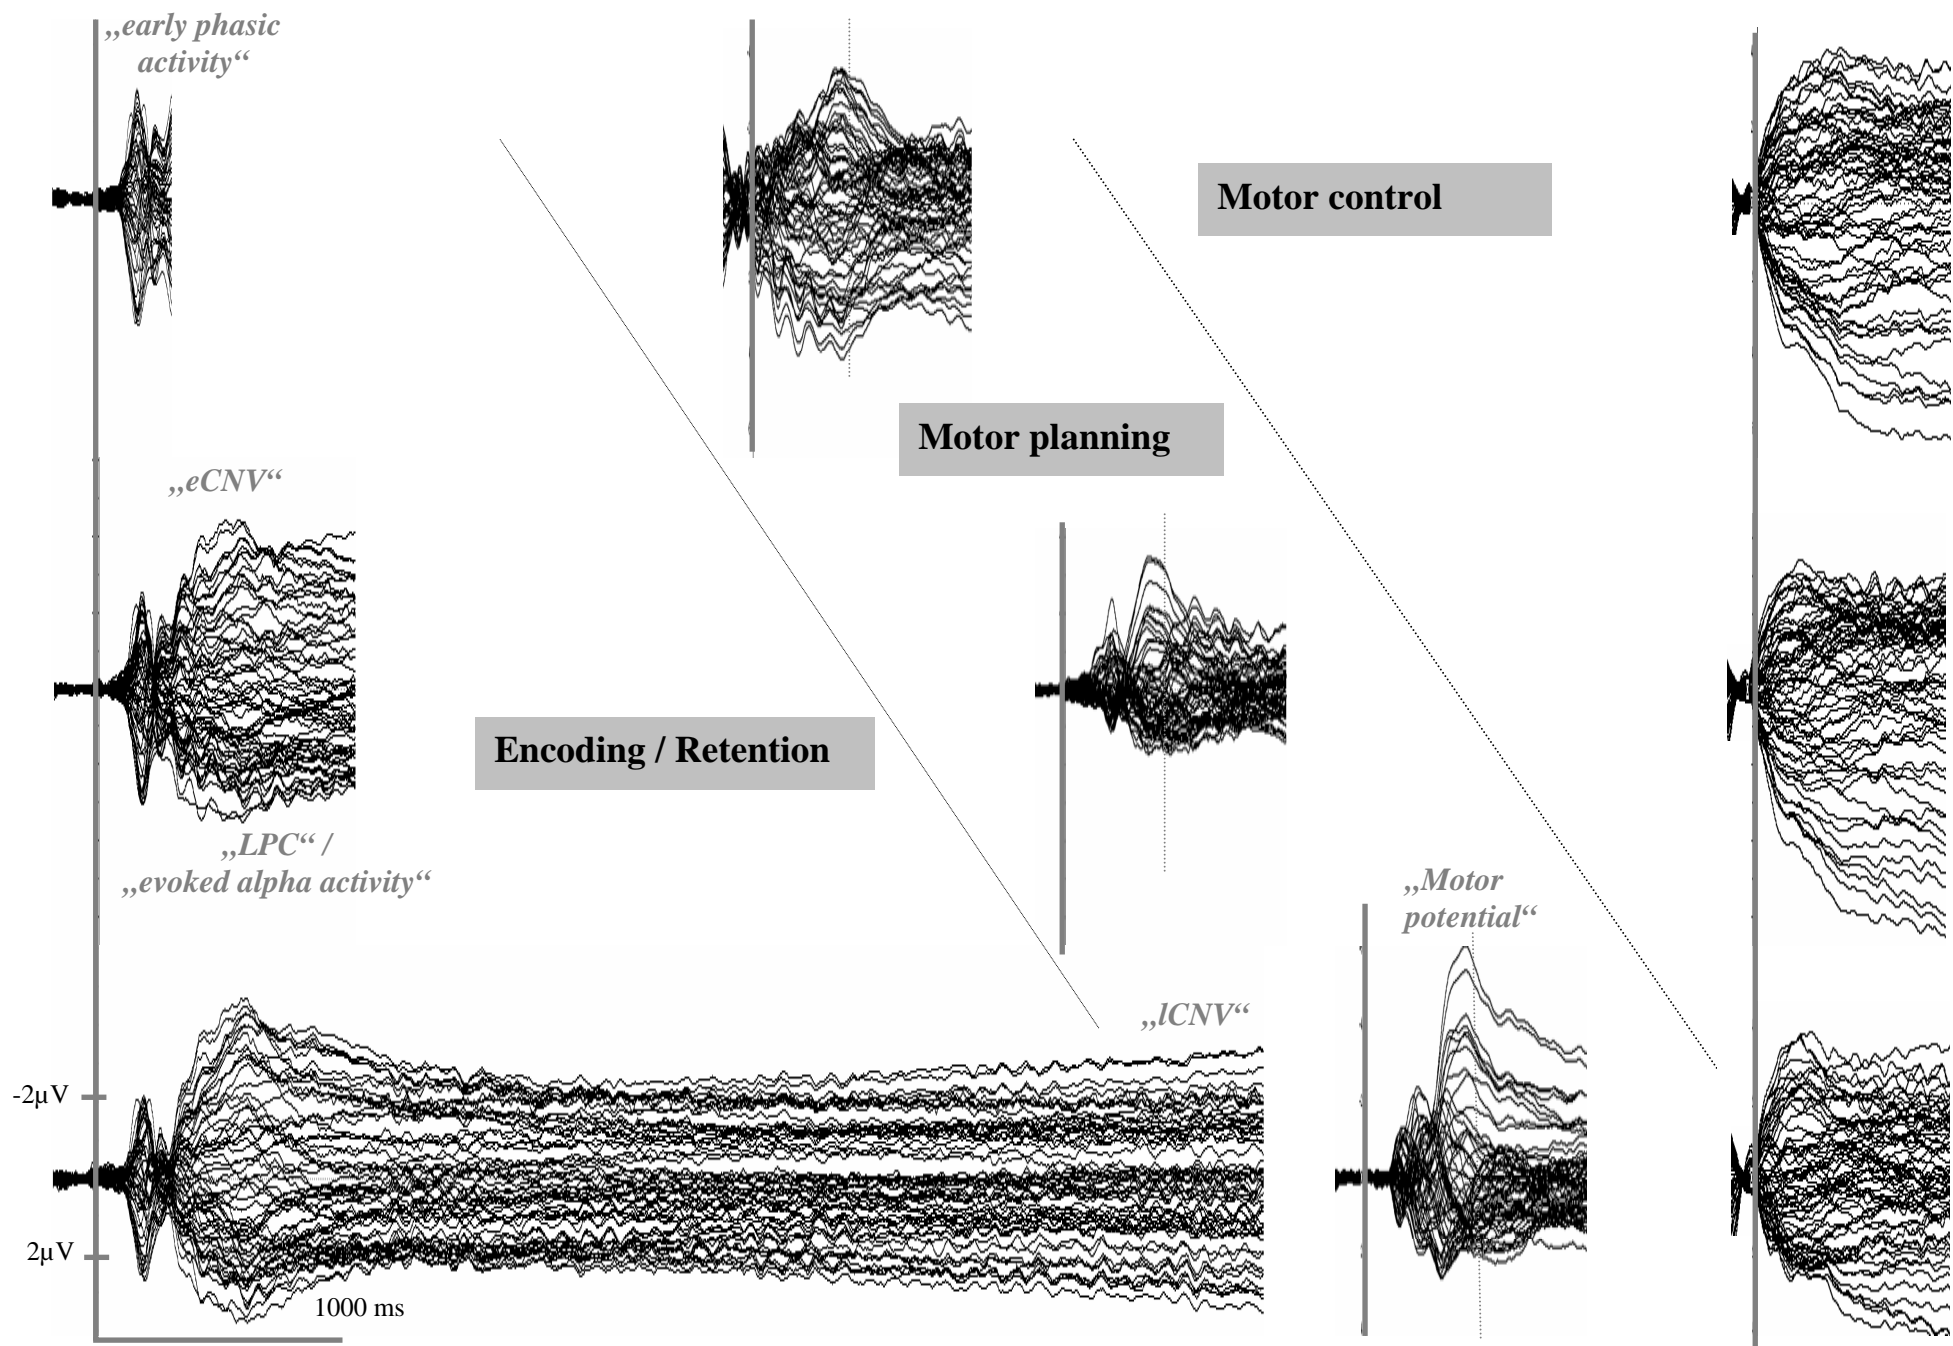 „early phasic
activity“
Motor control
Motor planning
„eCNV“
Encoding / Retention
„LPC“ /
„evoked alpha activity“
„Motor
potential“
„lCNV“
-2µV
2µV
1000 ms